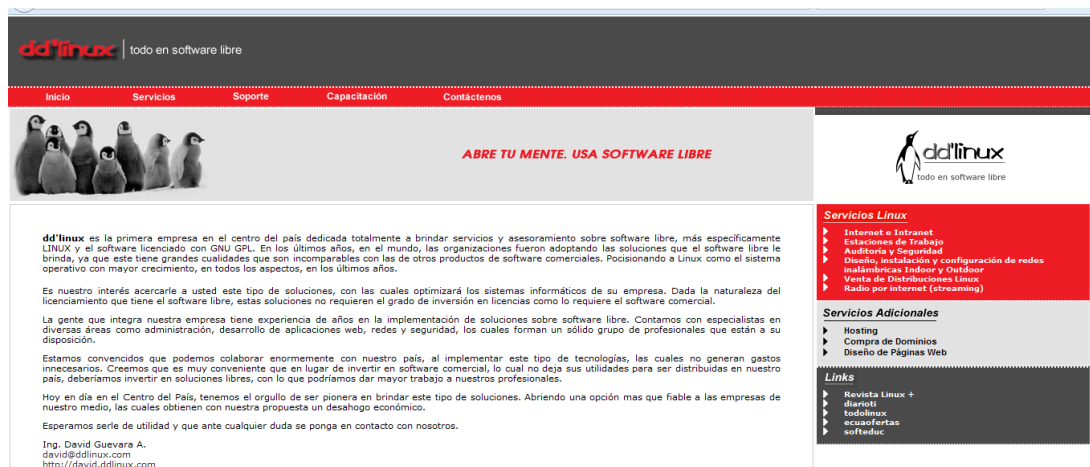 dd'linux todo en software libre
Inicio Servicios Soporte Capacitación Contáctenos
ABRE TU MENTE. USA SOFTWARE LIBRE
dd'linux
todo en software libre
dd'linux es la primera empresa en el centro del país dedicada totalmente a brindar servicios y asesoramiento sobre software libre, más específicamente
LINUX y el software licenciado con GNU GPL. En los últimos años, en el mundo, las organizaciones fueron adoptando las soluciones que el software libre le
brinda, ya que este tiene grandes cualidades que son incomparables con las de otros productos de software comerciales. Pocisionando a Linux como el sistema
operativo con mayor crecimiento, en todos los aspectos, en los últimos años.
Es nuestro interés acercarle a usted este tipo de soluciones, con las cuales optimizará los sistemas informáticos de su empresa. Dada la naturaleza del
licenciamiento que tiene el software libre, estas soluciones no requieren el grado de inversión en licencias como lo requiere el software comercial.
La gente que integra nuestra empresa tiene experiencia de años en la implementación de soluciones sobre software libre. Contamos con especialistas en
diversas áreas como administración, desarrollo de aplicaciones web, redes y seguridad, los cuales forman un sólido grupo de profesionales que están a su
disposición.
Estamos convencidos que podemos colaborar enormemente con nuestro país, al implementar este tipo de tecnologías, las cuales no generan gastos
innecesarios. Creemos que es muy conveniente que en lugar de invertir en software comercial, lo cual no deja sus utilidades para ser distribuidas en nuestro
país, deberíamos invertir en soluciones libres, con lo que podríamos dar mayor trabajo a nuestros profesionales.
Hoy en día en el Centro del País, tenemos el orgullo de ser pionera en brindar este tipo de soluciones. Abriendo una opción mas que fiable a las empresas de
nuestro medio, las cuales obtienen con nuestra propuesta un desahogo económico.
Esperamos serle de utilidad y que ante cualquier duda se ponga en contacto con nosotros.
Ing. David Guevara A.
david@ddlinux.com
http://david.ddlinux.com
Servicios Linux
Internet e Intranet
Estaciones de Trabajo
Auditoría y Seguridad
Diseño, instalación y configuración de redes
inalámbricas Indoor y Outdoor
Venta de Distribuciones Linux
Radio por internet (streaming)
Servicios Adicionales
Hosting
Compra de Dominios
Diseño de Páginas Web
Links
Revista Linux +
diarioti
todolinux
ecuaofertas
softeduc